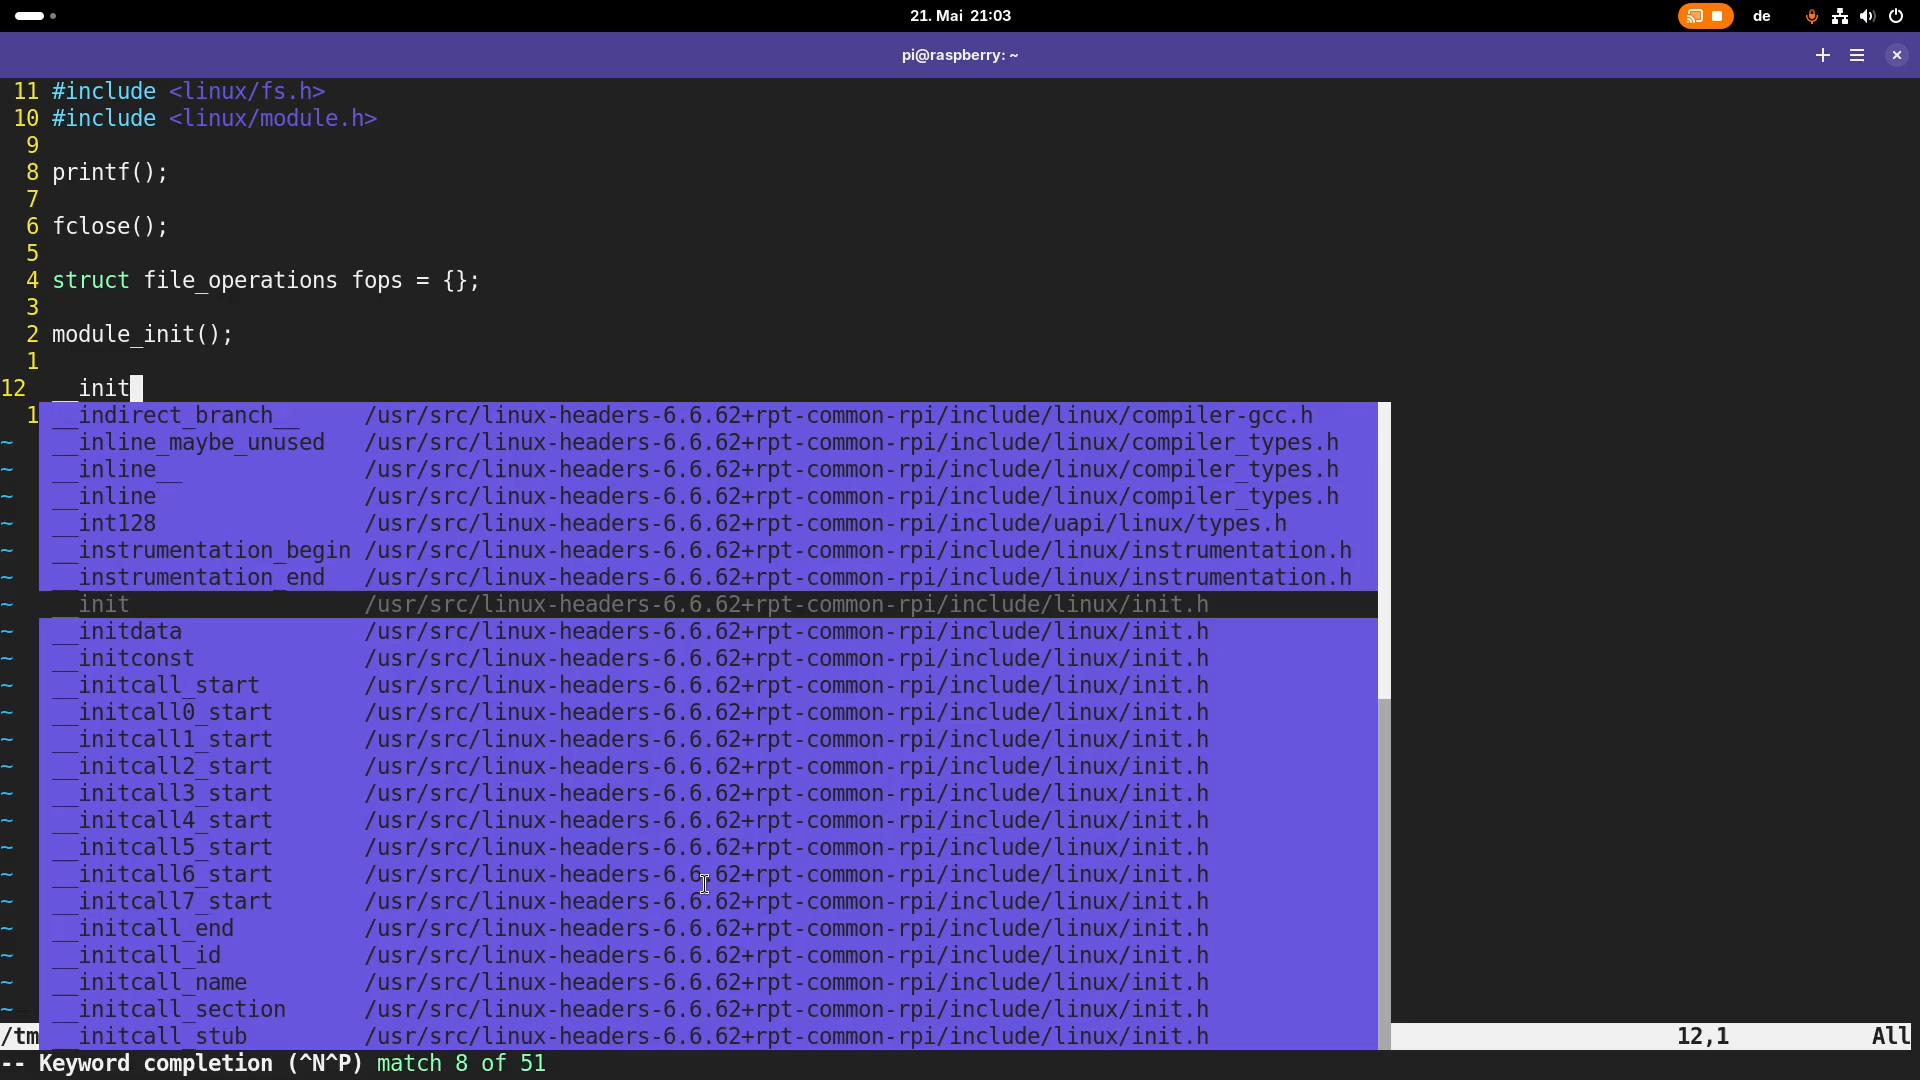 21. Mai 21:03
de
pi@raspberry: ~
11 #include <linux/fs.h>
10 #include <linux/module.h>
9
8 printf();
7
6 fclose();
5
4 struct file_operations fops = {};
3
2 module_init();
1
12 __init
1 __indirect_branch__ /usr/src/linux-headers-6.6.62+rpt-common-rpi/include/linux/compiler-gcc.h
~ __inline_maybe_unused /usr/src/linux-headers-6.6.62+rpt-common-rpi/include/linux/compiler_types.h
~ __inline__ /usr/src/linux-headers-6.6.62+rpt-common-rpi/include/linux/compiler_types.h
~ __inline /usr/src/linux-headers-6.6.62+rpt-common-rpi/include/linux/compiler_types.h
~ __int128 /usr/src/linux-headers-6.6.62+rpt-common-rpi/include/uapi/linux/types.h
~ __instrumentation_begin /usr/src/linux-headers-6.6.62+rpt-common-rpi/include/linux/instrumentation.h
~ __instrumentation_end /usr/src/linux-headers-6.6.62+rpt-common-rpi/include/linux/instrumentation.h
~ __init /usr/src/linux-headers-6.6.62+rpt-common-rpi/include/linux/init.h
~ __initdata /usr/src/linux-headers-6.6.62+rpt-common-rpi/include/linux/init.h
~ __initconst /usr/src/linux-headers-6.6.62+rpt-common-rpi/include/linux/init.h
~ __initcall_start /usr/src/linux-headers-6.6.62+rpt-common-rpi/include/linux/init.h
~ __initcall0_start /usr/src/linux-headers-6.6.62+rpt-common-rpi/include/linux/init.h
~ __initcall1_start /usr/src/linux-headers-6.6.62+rpt-common-rpi/include/linux/init.h
~ __initcall2_start /usr/src/linux-headers-6.6.62+rpt-common-rpi/include/linux/init.h
~ __initcall3_start /usr/src/linux-headers-6.6.62+rpt-common-rpi/include/linux/init.h
~ __initcall4_start /usr/src/linux-headers-6.6.62+rpt-common-rpi/include/linux/init.h
~ __initcall5_start /usr/src/linux-headers-6.6.62+rpt-common-rpi/include/linux/init.h
~ __initcall6_start /usr/src/linux-headers-6.6.62+rpt-common-rpi/include/linux/init.h
~ __initcall7_start /usr/src/linux-headers-6.6.62+rpt-common-rpi/include/linux/init.h
~ __initcall_end /usr/src/linux-headers-6.6.62+rpt-common-rpi/include/linux/init.h
~ __initcall_id /usr/src/linux-headers-6.6.62+rpt-common-rpi/include/linux/init.h
~ __initcall_name /usr/src/linux-headers-6.6.62+rpt-common-rpi/include/linux/init.h
~ __initcall_section /usr/src/linux-headers-6.6.62+rpt-common-rpi/include/linux/init.h
/tm __initcall_stub /usr/src/linux-headers-6.6.62+rpt-common-rpi/include/linux/init.h 12,1 All
-- Keyword completion (^N^P) match 8 of 51